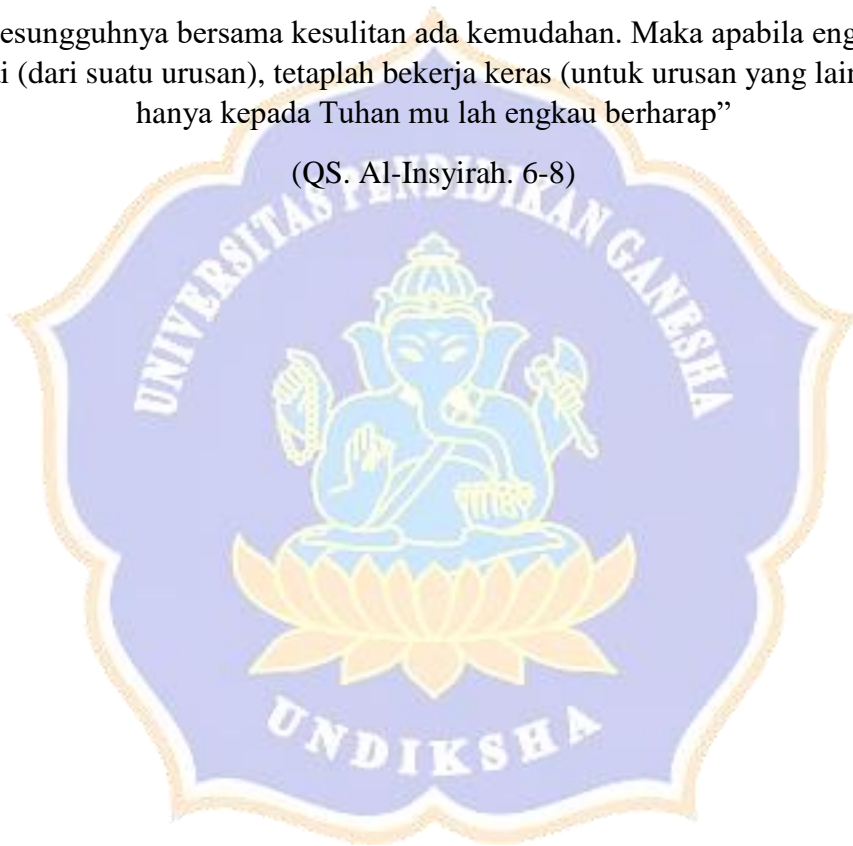 esungguhnya bersama kesulitan ada kemudahan. Maka apabila eng
i (dari suatu urusan), tetaplah bekerja keras (untuk urusan yang lain
hanya kepada Tuhan mu lah engkau berharap”
(QS. Al-Insyirah. 6-8)
UNIVERSITAS PENDIDIKAN GANESHA
UNDIKSHA